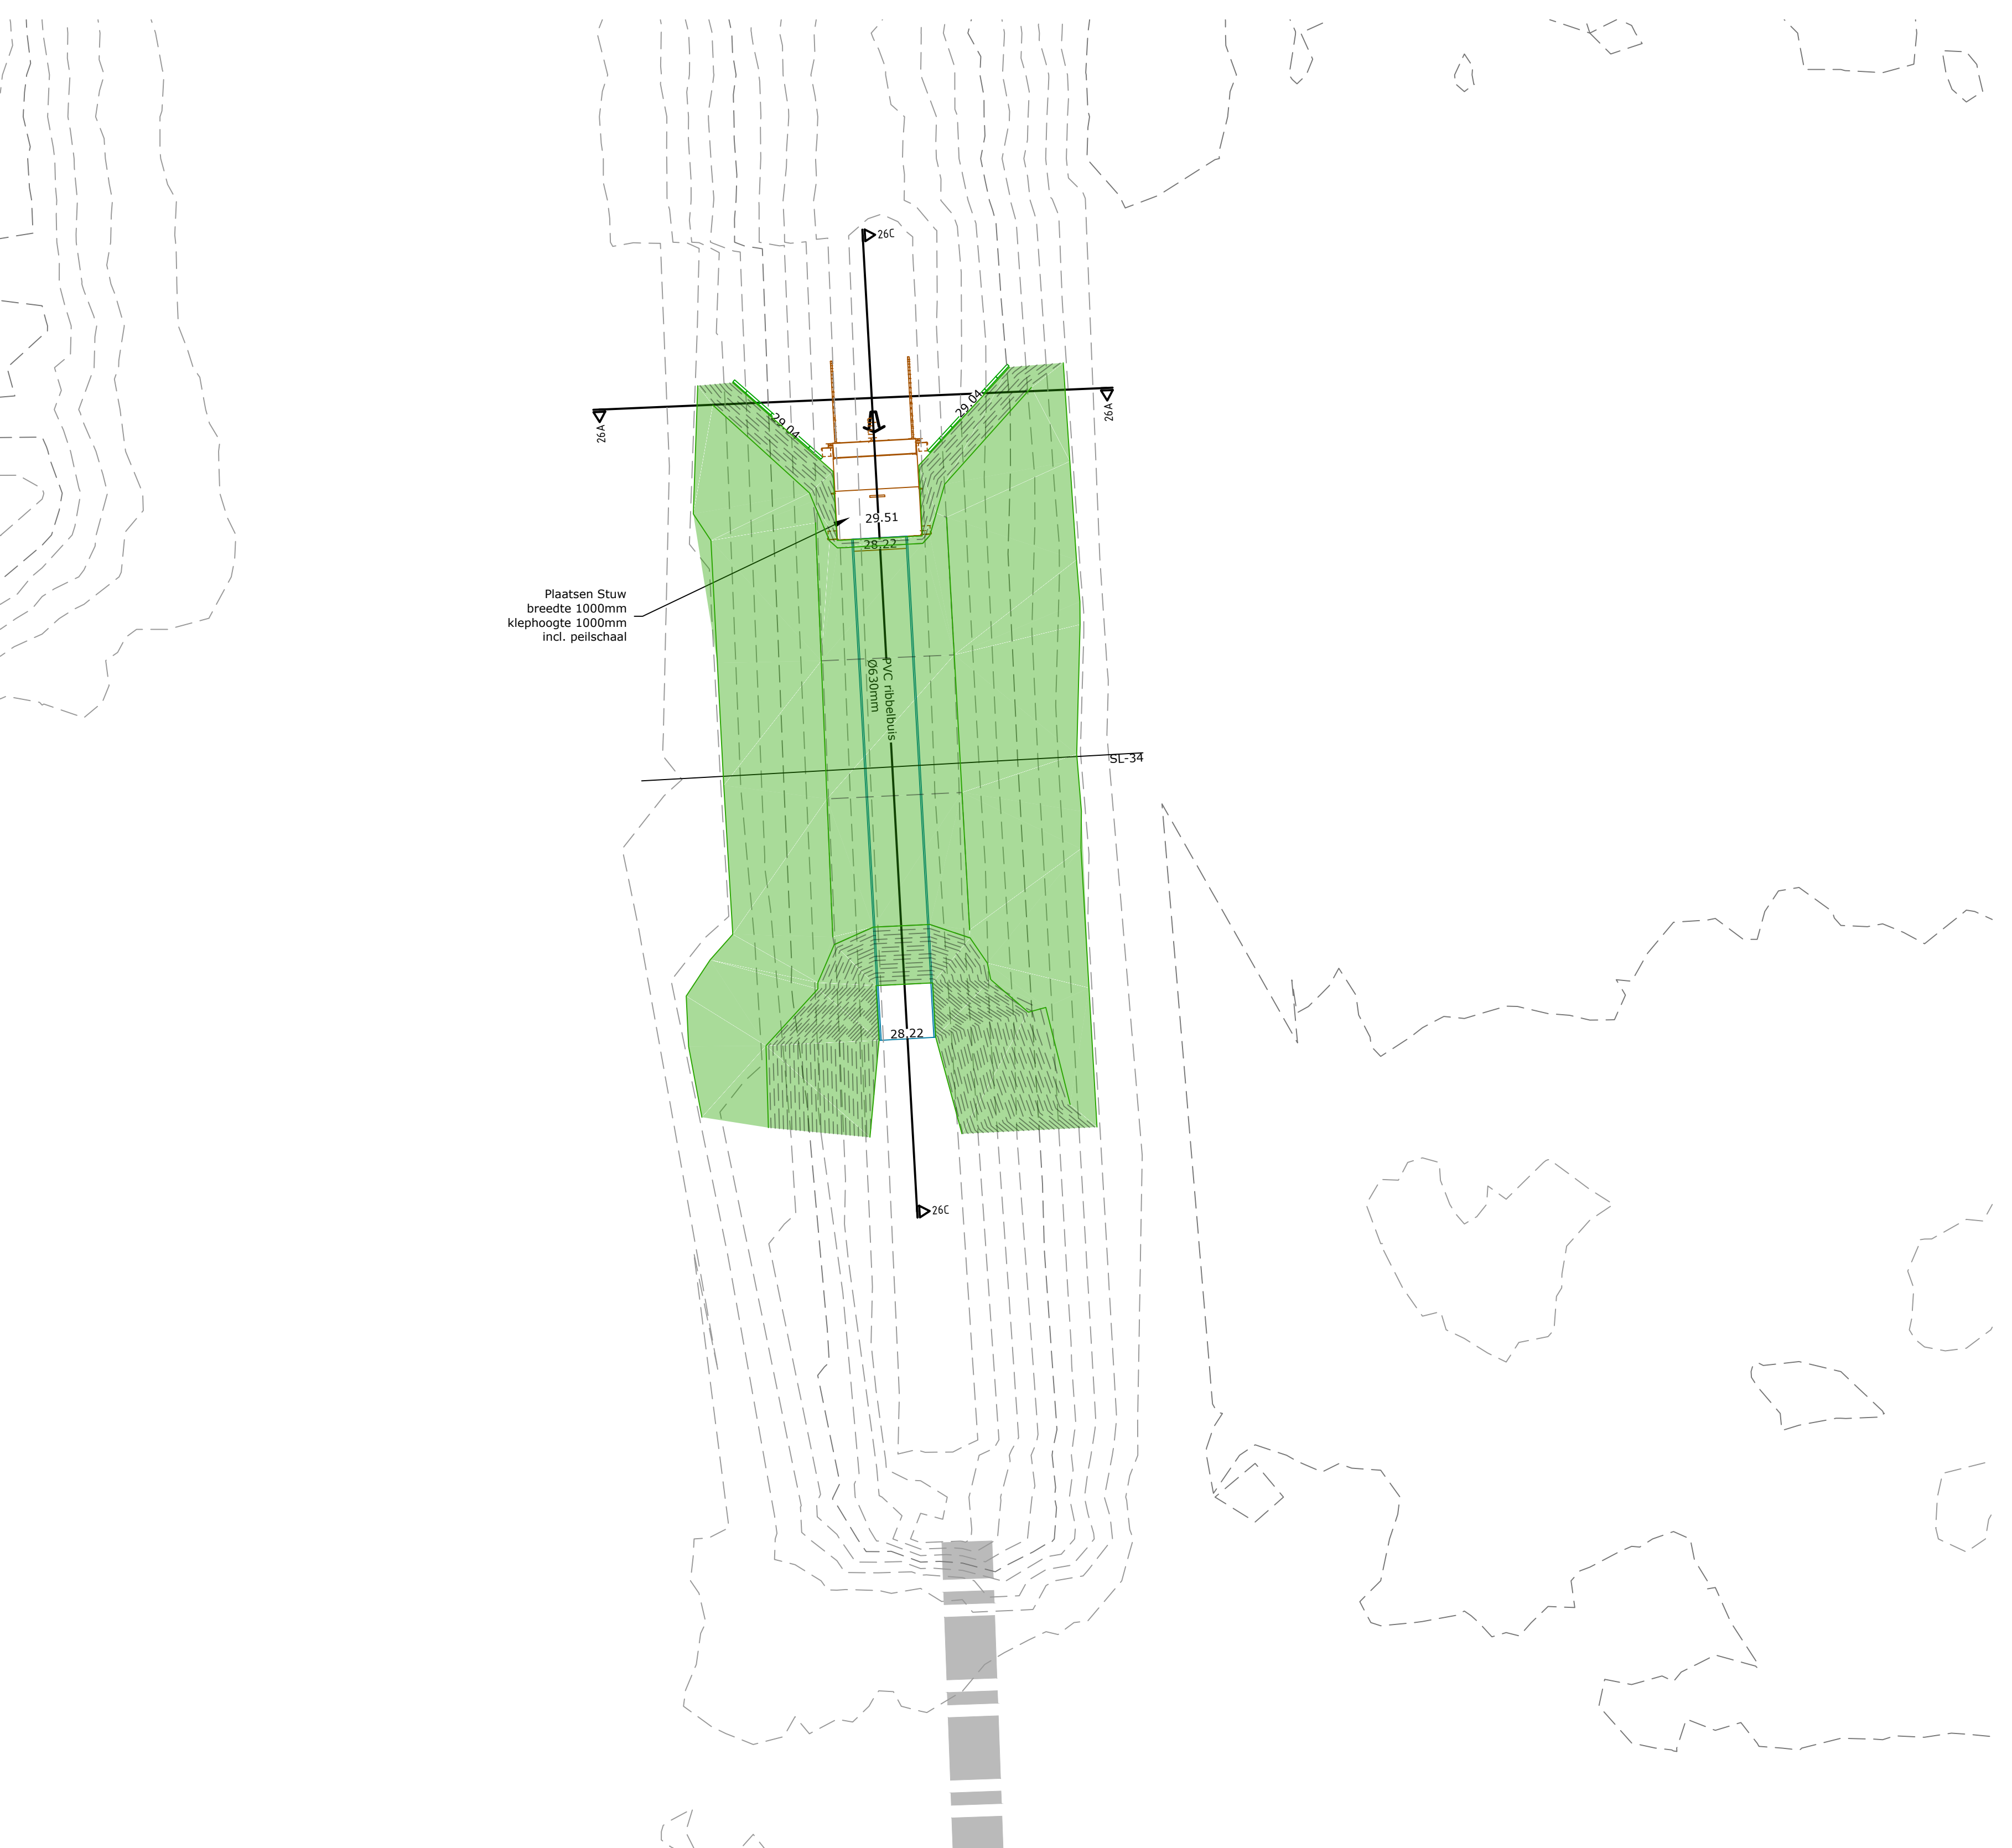 26C
26A
26A
29.04
29.04
29.51
28.22
Plaatsen Stuw
breedte 1000mm
klephoogte 1000mm
incl. peilschaal
PVC ribbelbuis
Ø630mm
SL-34
28.22
26C